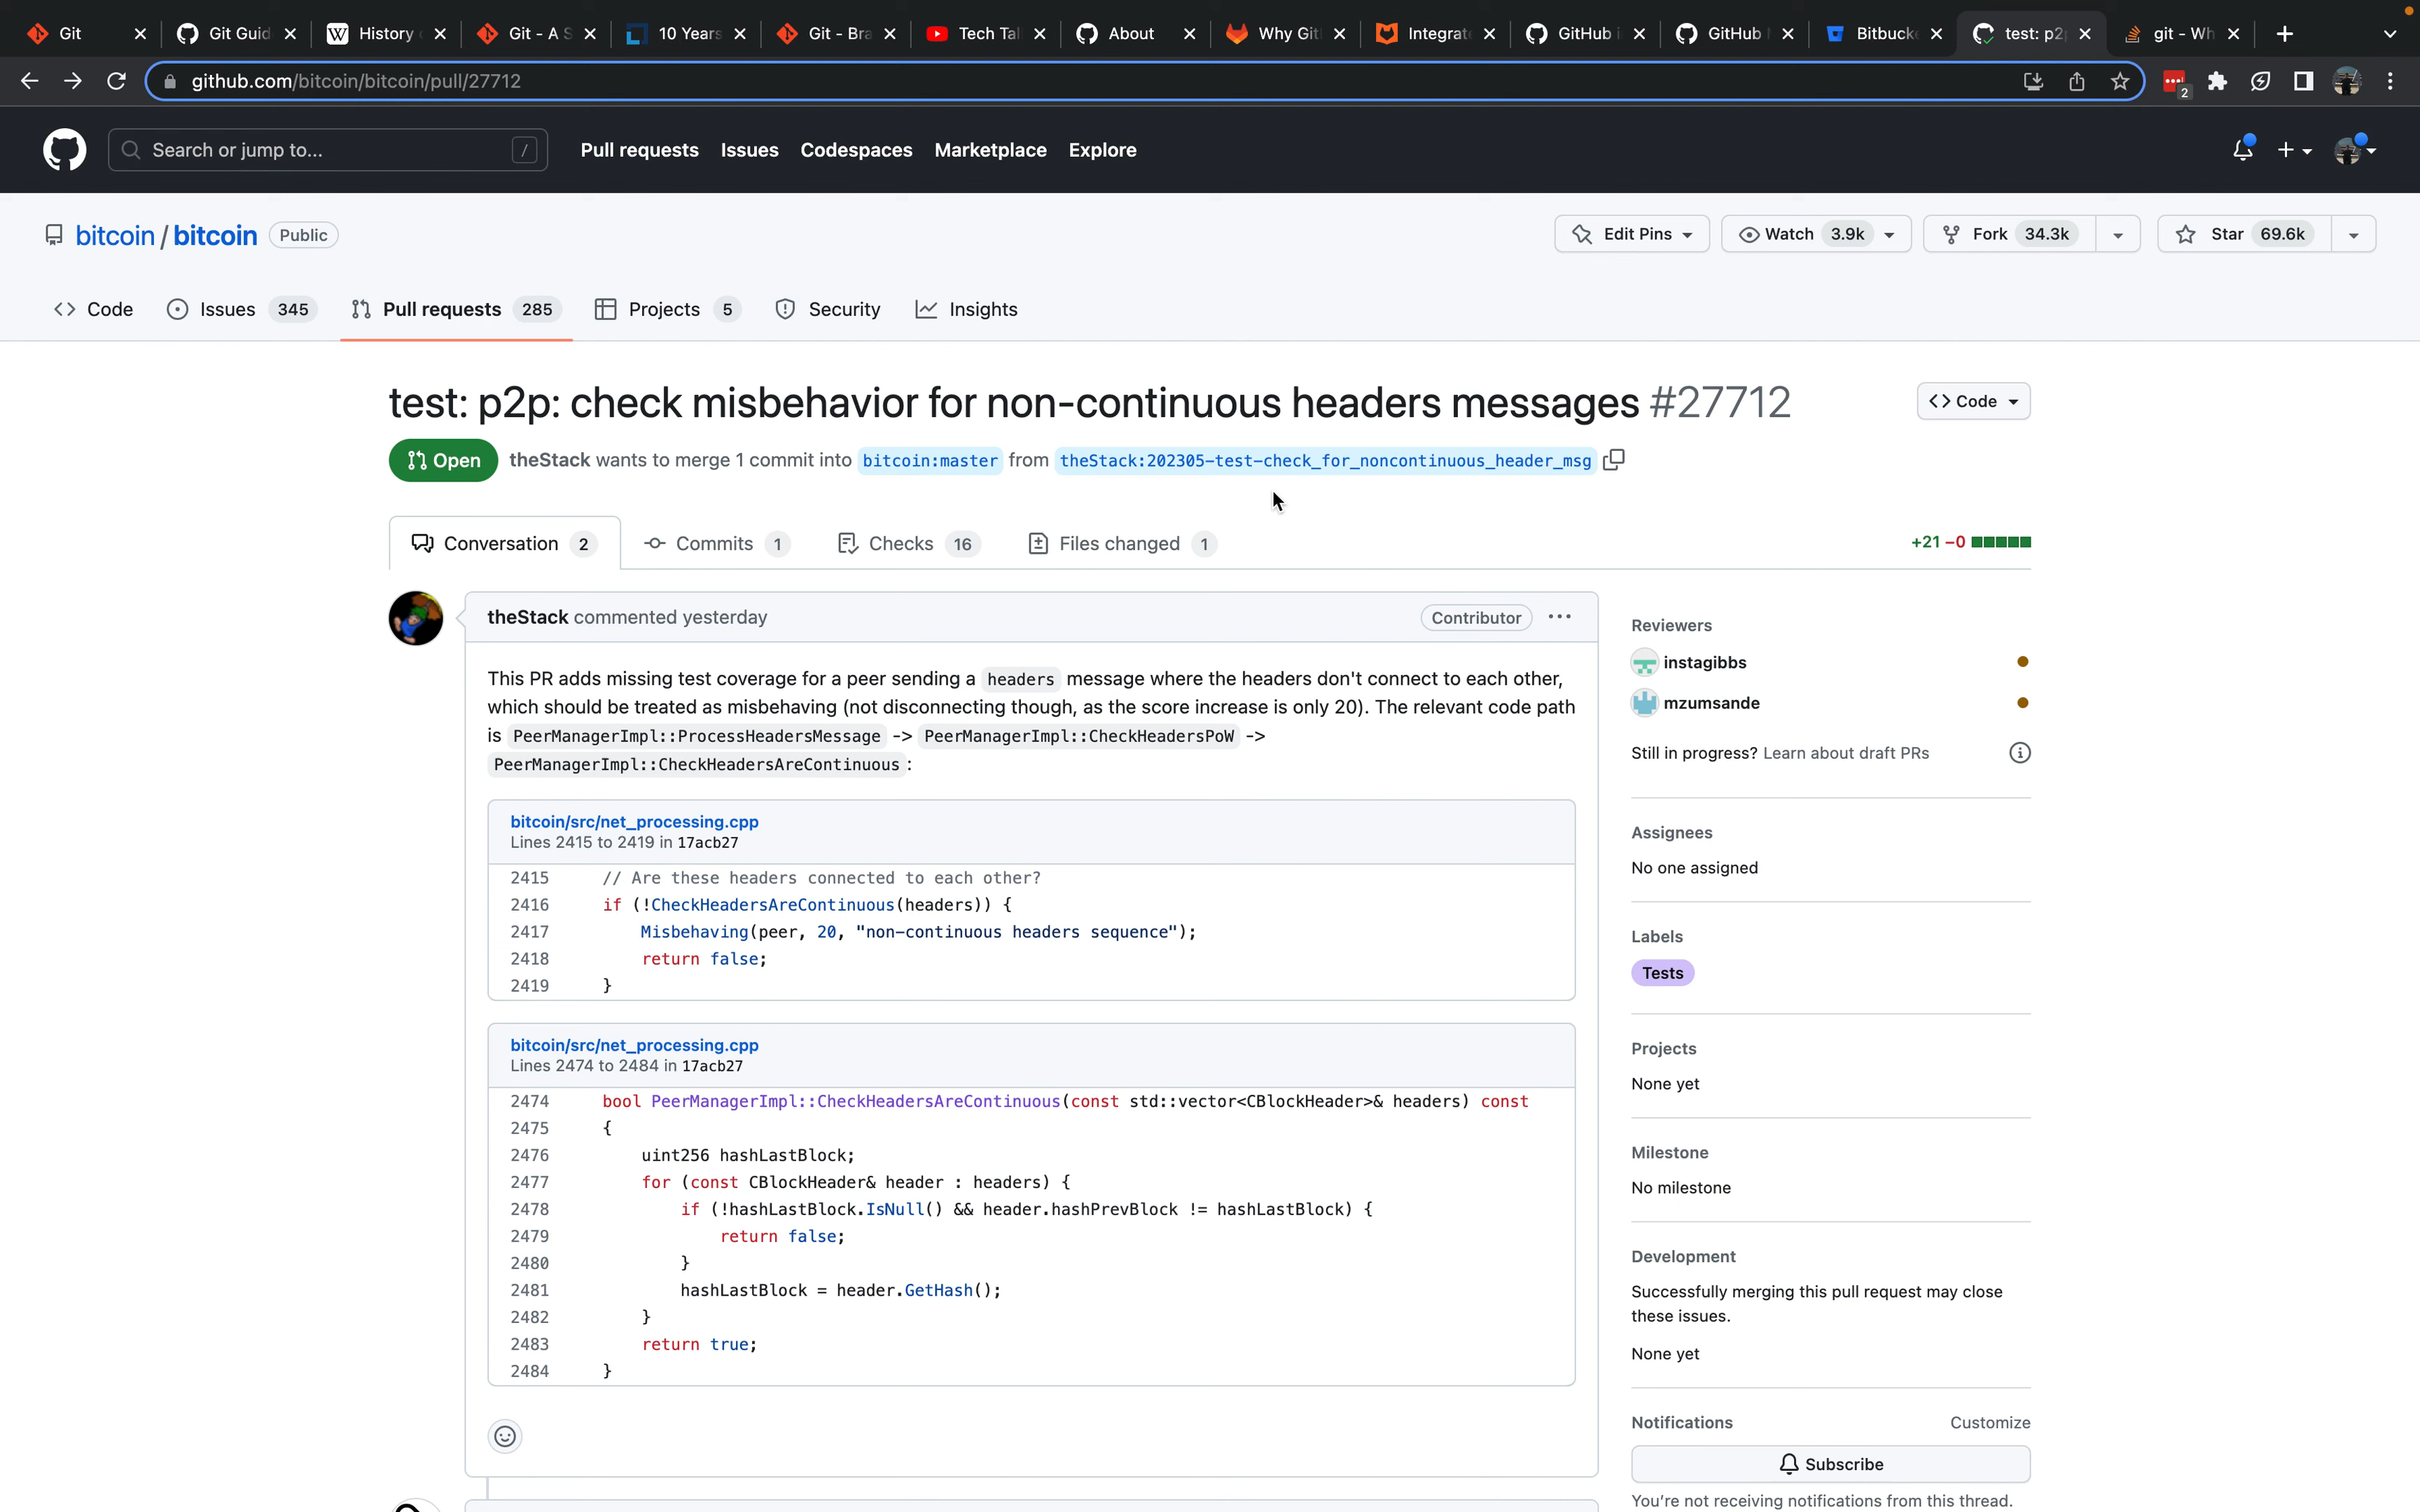 Git Git Guid History Git - A S 10 Years Git - Bra Tech Tal About Why Git Integrat GitHub i GitHub Bitbuck test: p2p git - Wh
github.com/bitcoin/bitcoin/pull/27712 2
Search or jump to... / Pull requests Issues Codespaces Marketplace Explore
bitcoin / bitcoin Public Edit Pins Watch 3.9k Fork 34.3k Star 69.6k
Code Issues 345 Pull requests 285 Projects 5 Security Insights
test: p2p: check misbehavior for non-continuous headers messages #27712 <> Code
Open theStack wants to merge 1 commit into bitcoin:master from theStack:202305-test-check_for_noncontinuous_header_msg
Conversation 2 Commits 1 Checks 16 Files changed 1 +21 −0
theStack commented yesterday Contributor ...
This PR adds missing test coverage for a peer sending a headers message where the headers don't connect to each other,
which should be treated as misbehaving (not disconnecting though, as the score increase is only 20). The relevant code path
is PeerManagerImpl::ProcessHeadersMessage -> PeerManagerImpl::CheckHeadersPoW ->
PeerManagerImpl::CheckHeadersAreContinuous :
bitcoin/src/net_processing.cpp
Lines 2415 to 2419 in 17acb27
2415 // Are these headers connected to each other?
2416 if (!CheckHeadersAreContinuous(headers)) {
2417 Misbehaving(peer, 20, "non-continuous headers sequence");
2418 return false;
2419 }
bitcoin/src/net_processing.cpp
Lines 2474 to 2484 in 17acb27
2474 bool PeerManagerImpl::CheckHeadersAreContinuous(const std::vector<CBlockHeader>& headers) const
2475 {
2476 uint256 hashLastBlock;
2477 for (const CBlockHeader& header : headers) {
2478 if (!hashLastBlock.IsNull() && header.hashPrevBlock != hashLastBlock) {
2479 return false;
2480 }
2481 hashLastBlock = header.GetHash();
2482 }
2483 return true;
2484 }
Reviewers
instagibbs
mzumsande
Still in progress? Learn about draft PRs
Assignees
No one assigned
Labels
Tests
Projects
None yet
Milestone
No milestone
Development
Successfully merging this pull request may close
these issues.
None yet
Notifications Customize
Subscribe
You're not receiving notifications from this thread.